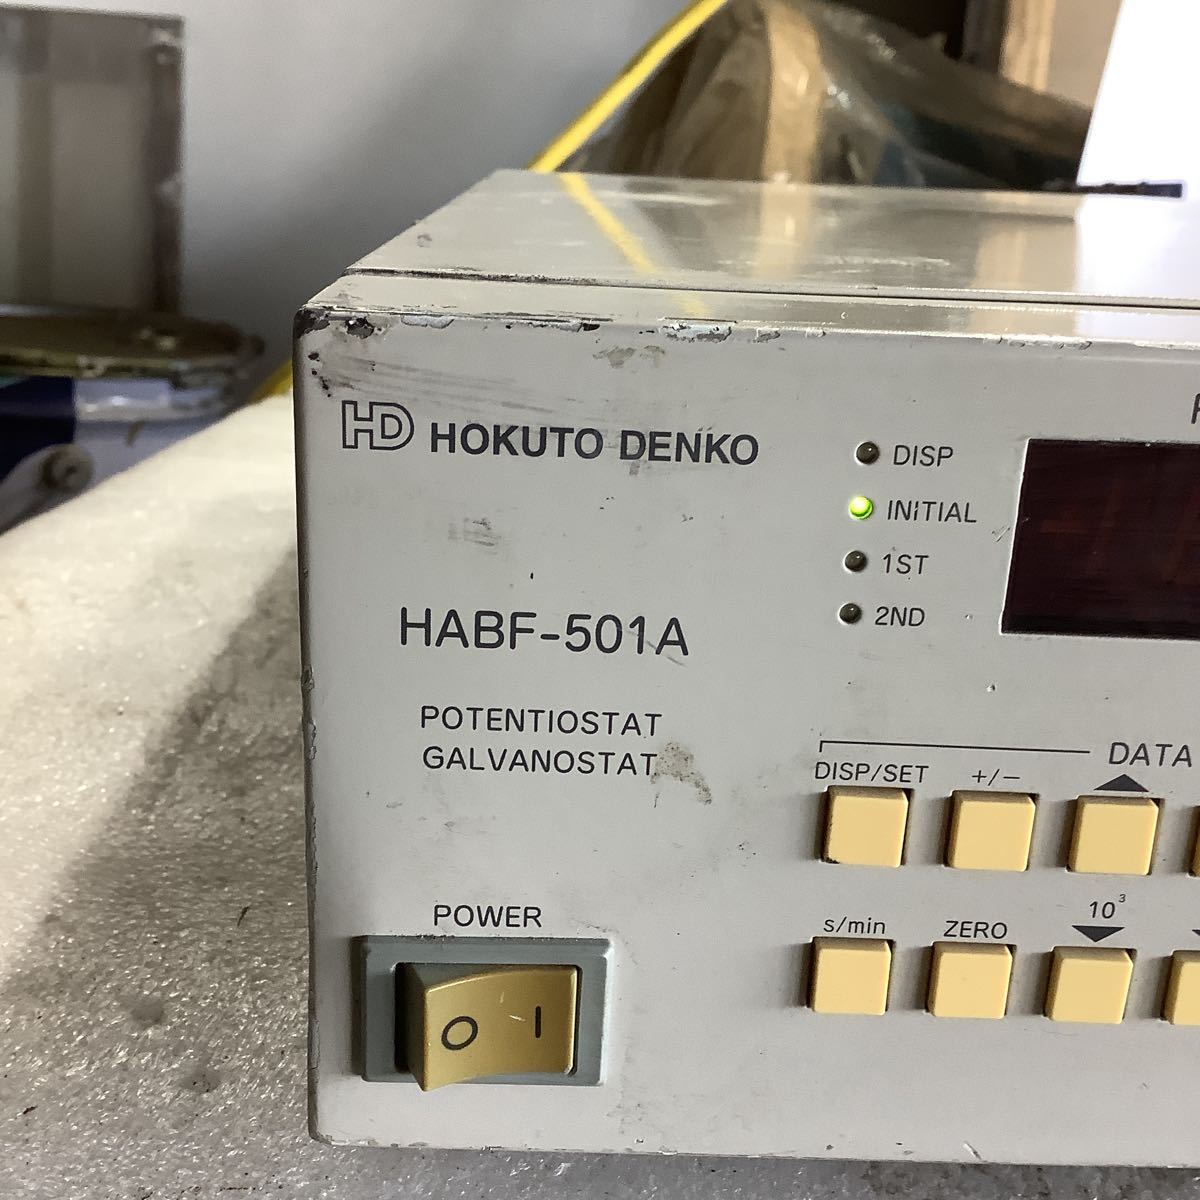 HD HOKUTO DENKO
DISP
INITIAL
1ST
2ND
HABF-501A
POTENTIOSTAT
GALVANOSTAT
DATA
DISP/SET
+/−
POWER
s/min
ZERO
10³
O I